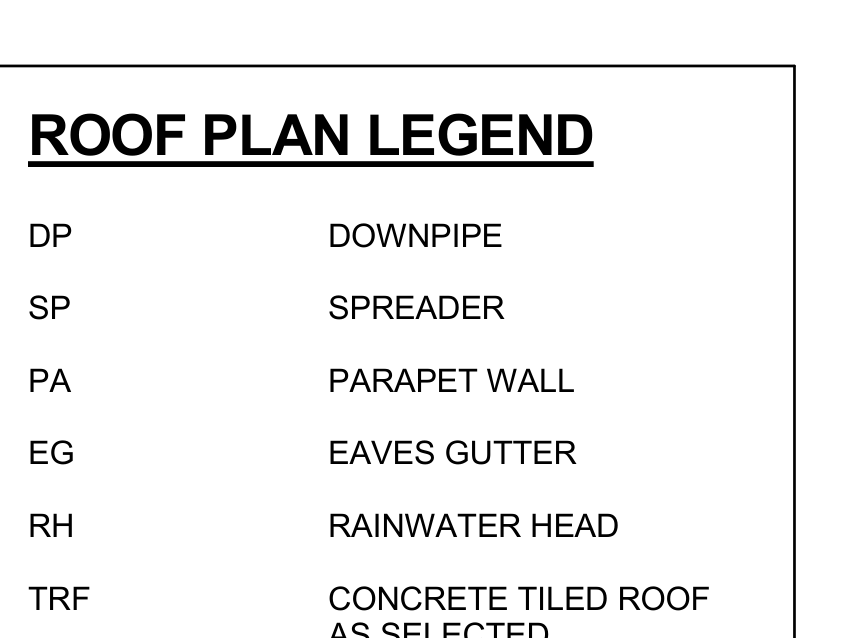 ROOF PLAN LEGEND
DP DOWNPIPE
SP SPREADER
PA PARAPET WALL
EG EAVES GUTTER
RH RAINWATER HEAD
TRF CONCRETE TILED ROOF
AS SELECTED